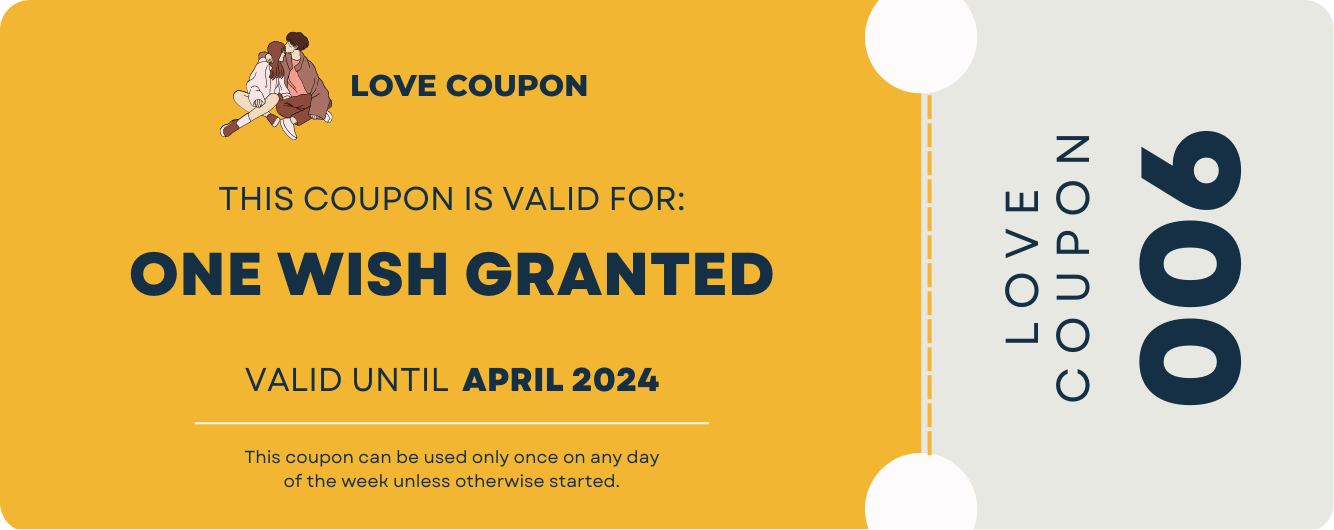 LOVE COUPON
THIS COUPON IS VALID FOR:
ONE WISH GRANTED
VALID UNTIL APRIL 2024
This coupon can be used only once on any day
of the week unless otherwise started.
LOVE
COUPON
006